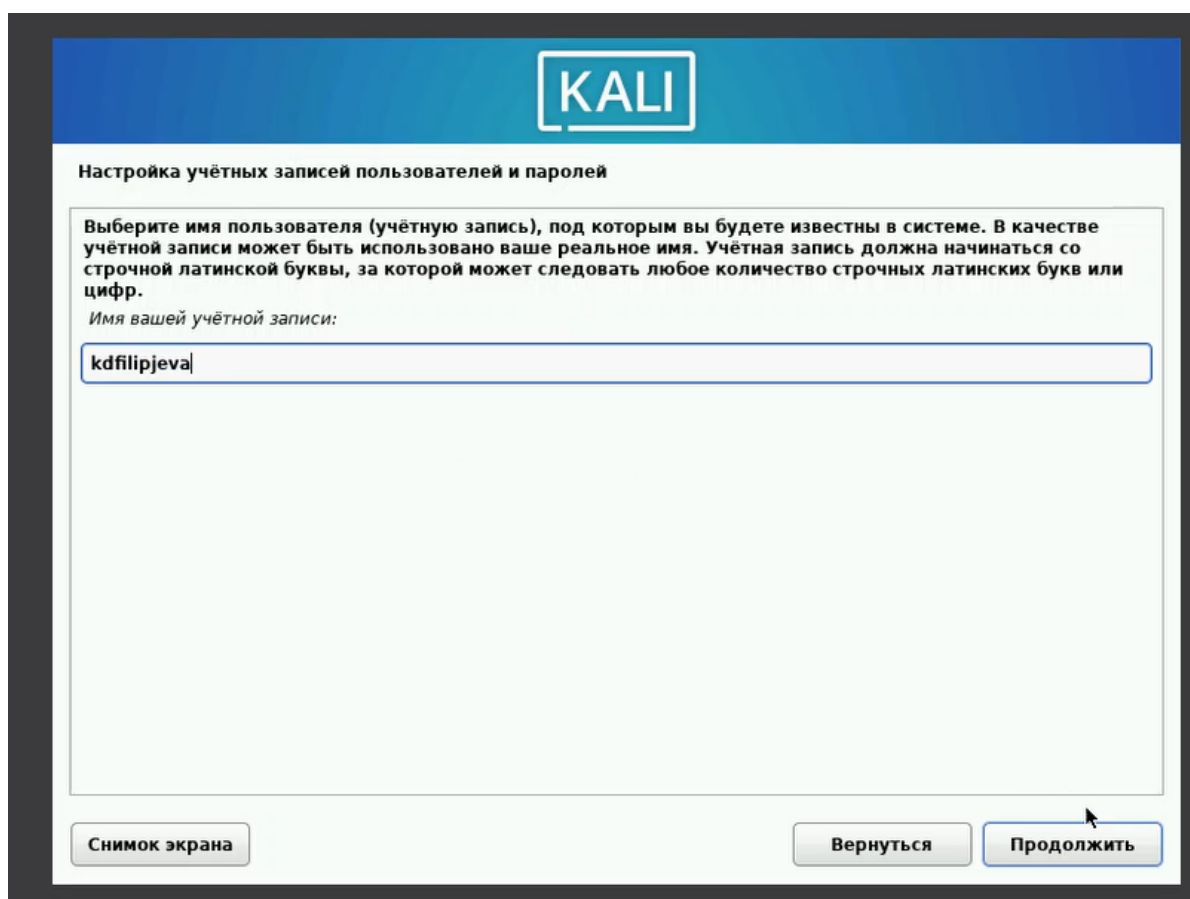 KALI
Настройка учётных записей пользователей и паролей
Выберите имя пользователя (учётную запись), под которым вы будете известны в системе. В качестве
учётной записи может быть использовано ваше реальное имя. Учётная запись должна начинаться со
строчной латинской буквы, за которой может следовать любое количество строчных латинских букв или
цифр.
Имя вашей учётной записи:
kdfilipjeva
Снимок экрана
Вернуться
Продолжить